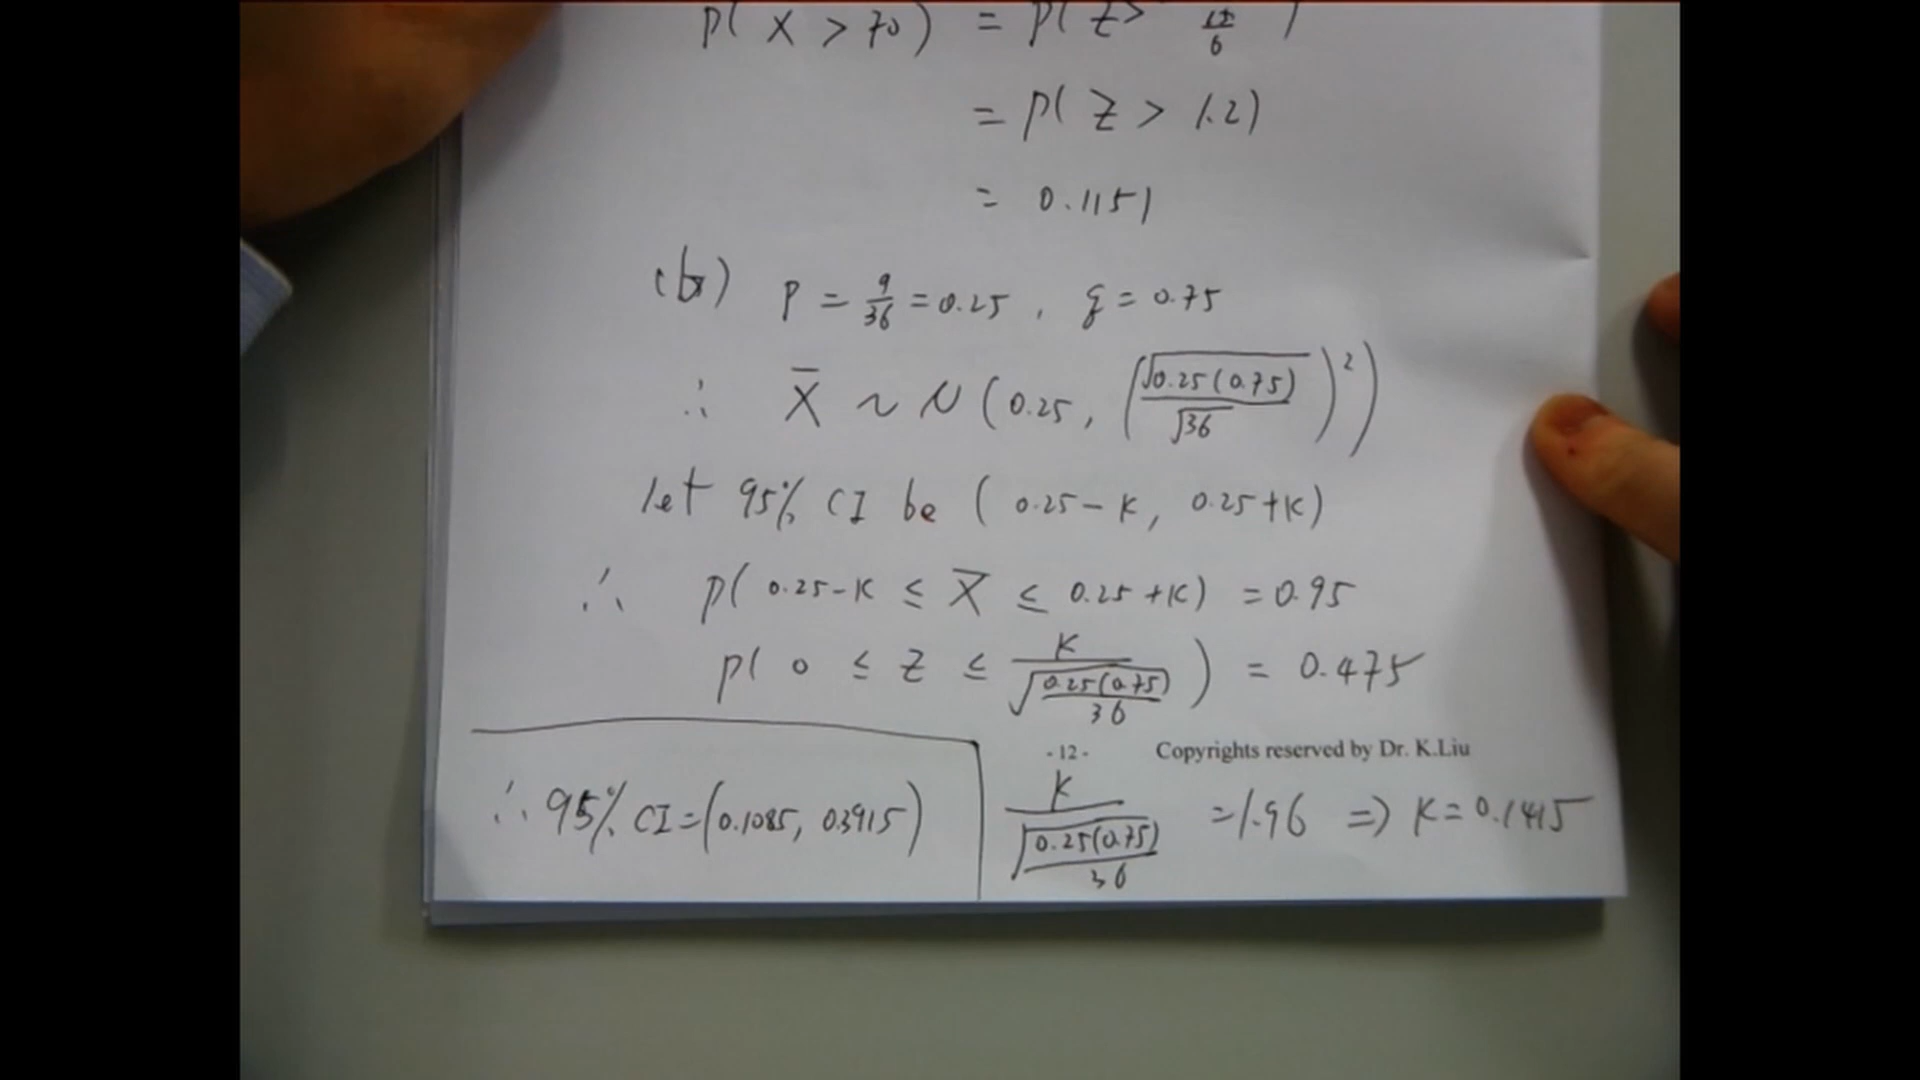 P( X > 70 ) = P( Z > 12/6 )
= P( Z > 1.2)
= 0.1151
(b) P = 9/36 = 0.25 , q = 0.75
∴ X̄ ~ N ( 0.25, ( √0.25(0.75) / √36 )² )
let 95% CI be ( 0.25 - K, 0.25 + K )
∴ P( 0.25 - K ≤ X̄ ≤ 0.25 + K ) = 0.95
P( 0 ≤ Z ≤ K / √(0.25(0.75)/36) ) = 0.475
- 12 - Copyrights reserved by Dr. K.Liu
K / √(0.25(0.75)/36) = 1.96 ⇒ K = 0.1415
∴ 95% CI = (0.1085, 0.3915)